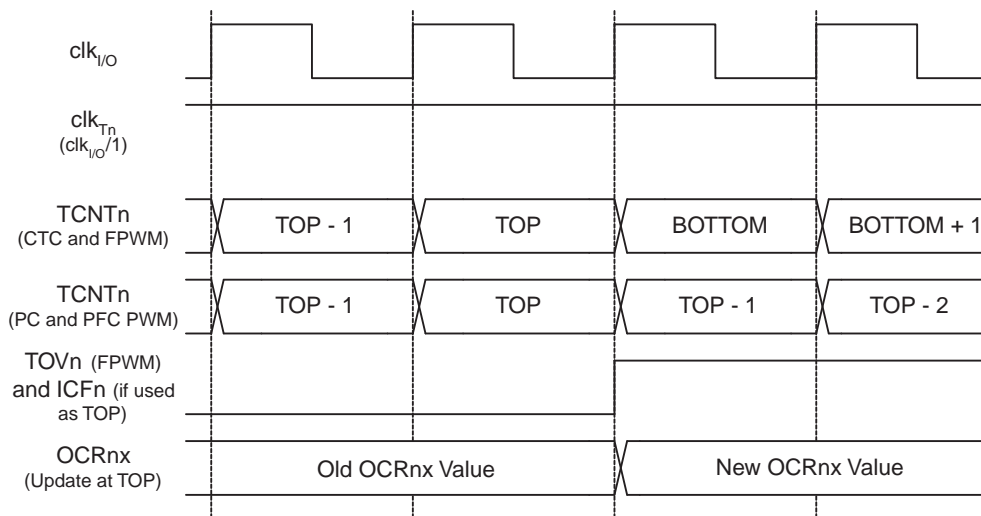 clkI/O
clkTn
(clkI/O/1)
TCNTn
(CTC and FPWM)
TOP - 1
TOP
BOTTOM
BOTTOM + 1
TCNTn
(PC and PFC PWM)
TOP - 1
TOP
TOP - 1
TOP - 2
TOVn (FPWM)
and ICFn (if used
as TOP)
OCRnx
(Update at TOP)
Old OCRnx Value
New OCRnx Value